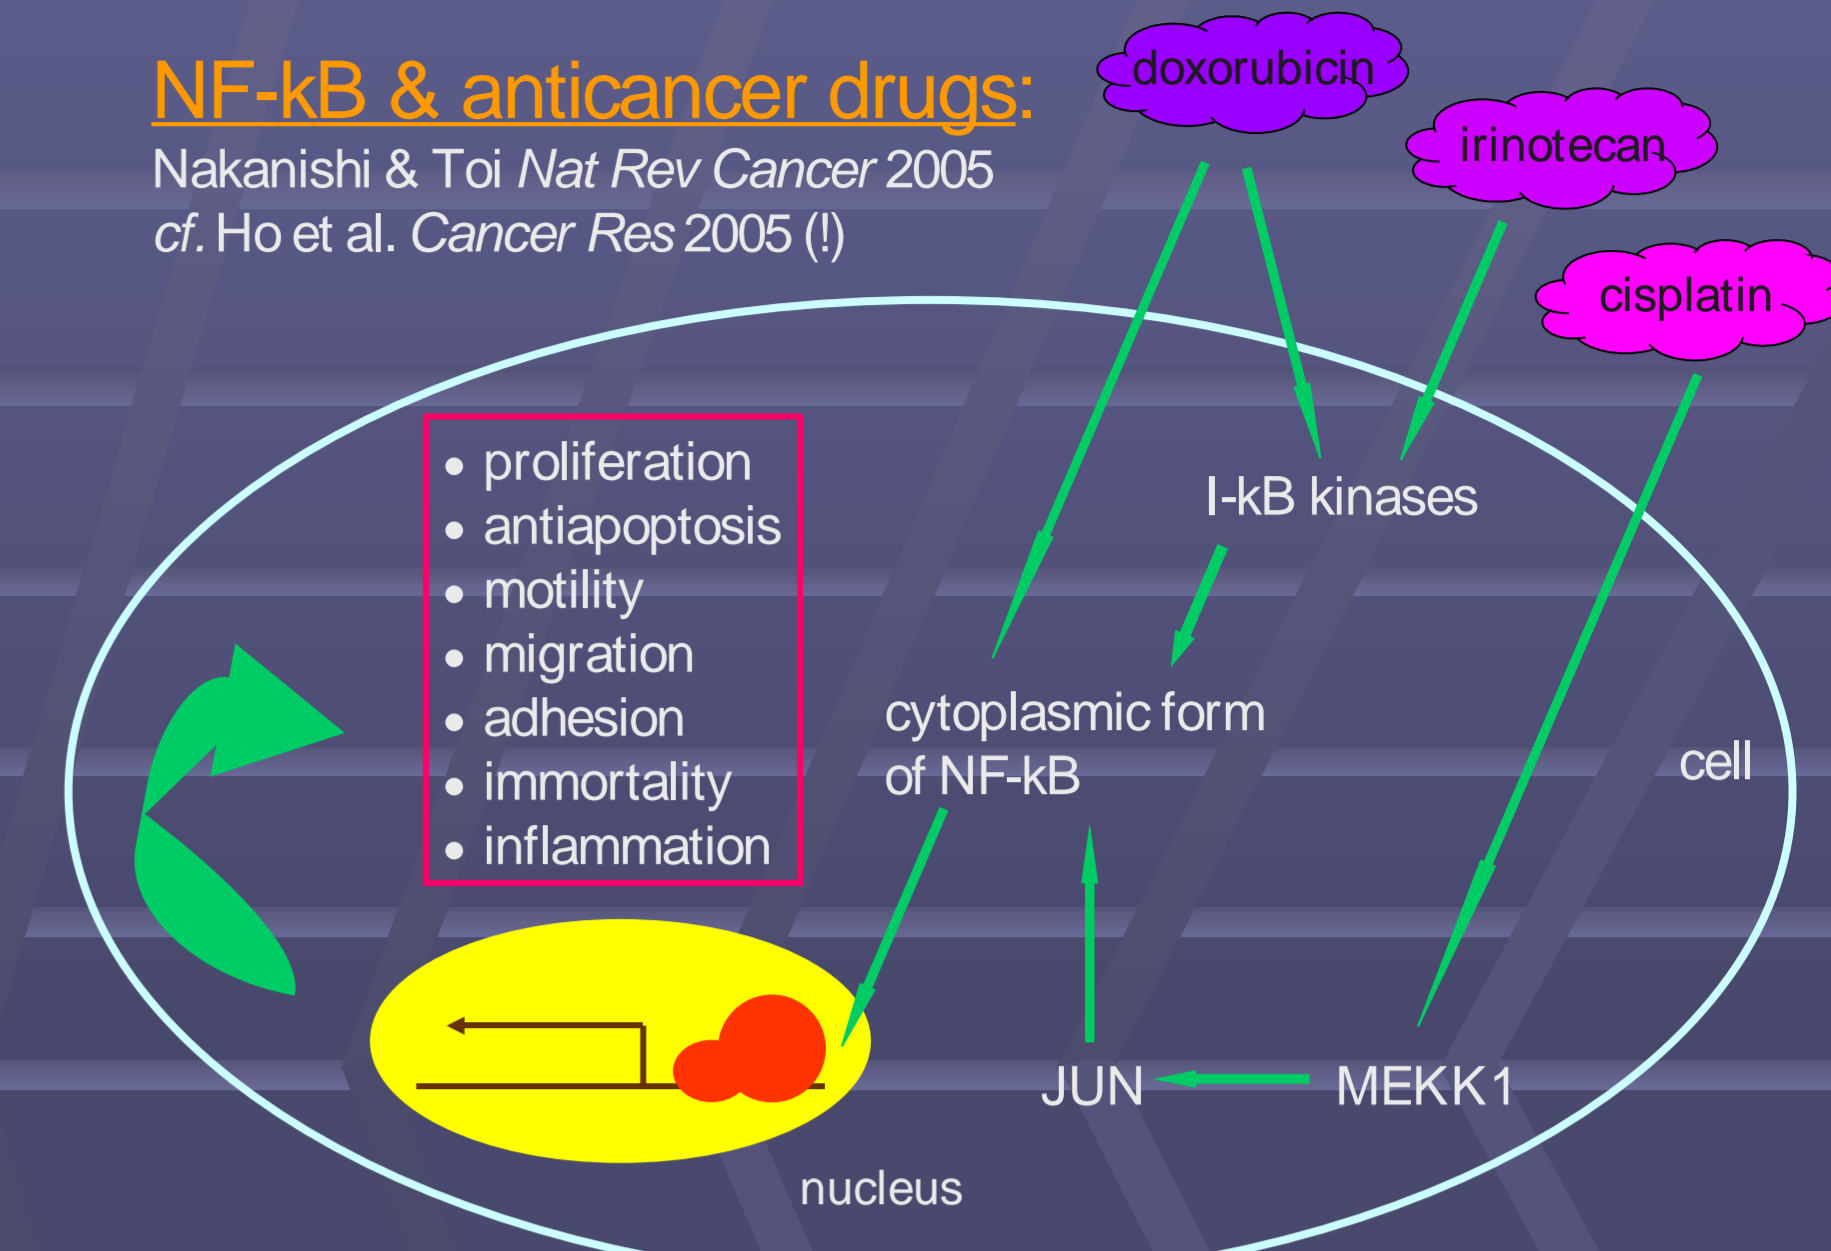 NF-kB & anticancer drugs:
Nakanishi & Toi Nat Rev Cancer 2005
cf. Ho et al. Cancer Res 2005 (!)
doxorubicin
irinotecan
cisplatin
• proliferation
• antiapoptosis
• motility
• migration
• adhesion
• immortality
• inflammation
I-kB kinases
cytoplasmic form
of NF-kB
cell
JUN
MEKK1
nucleus